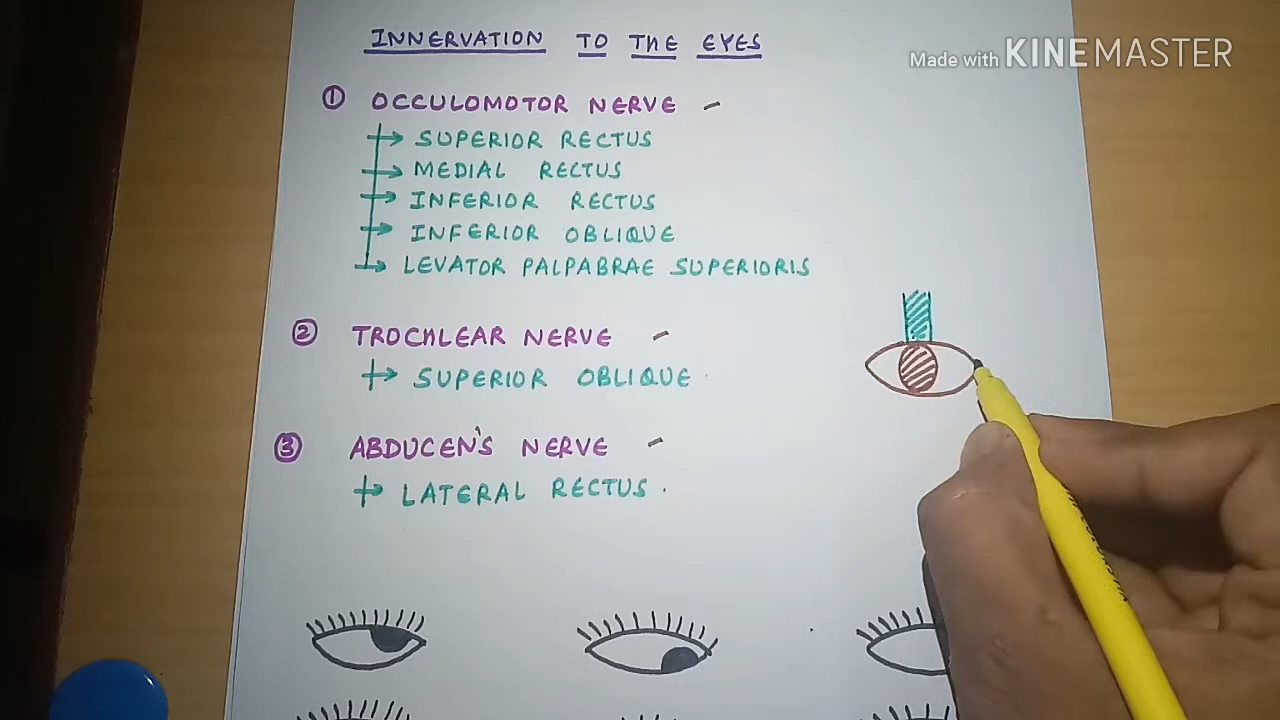 INNERVATION TO THE EYES
Made with KINEMASTER
① OCCULOMOTOR NERVE -
SUPERIOR RECTUS
MEDIAL RECTUS
INFERIOR RECTUS
INFERIOR OBLIQUE
LEVATOR PALPABRAE SUPERIORIS
② TROCHLEAR NERVE -
SUPERIOR OBLIQUE
③ ABDUCEN'S NERVE -
LATERAL RECTUS.